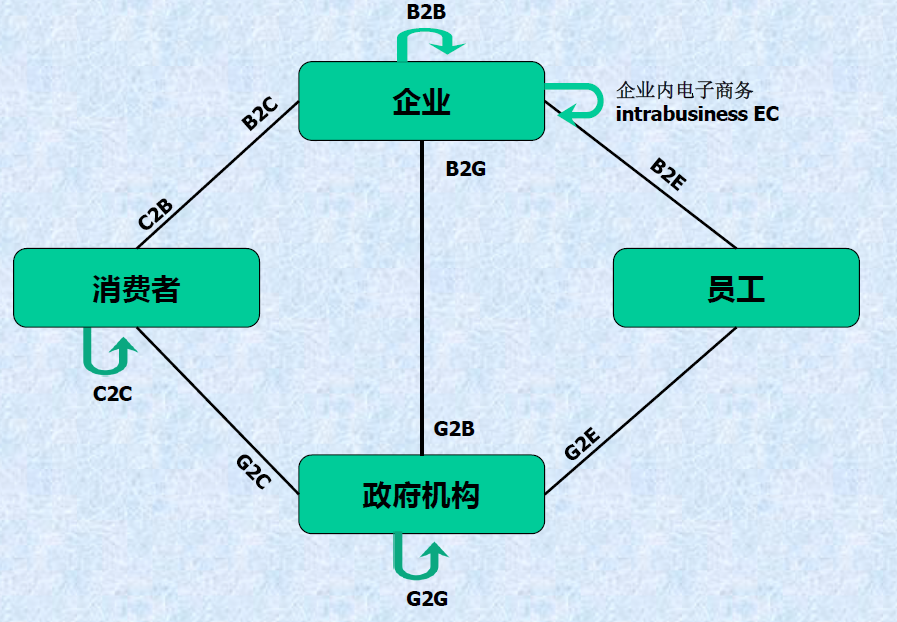 B2B
企业
企业内电子商务
intrabusiness EC
B2C
B2G
B2E
C2B
消费者
员工
C2C
G2B
G2C
G2E
政府机构
G2G